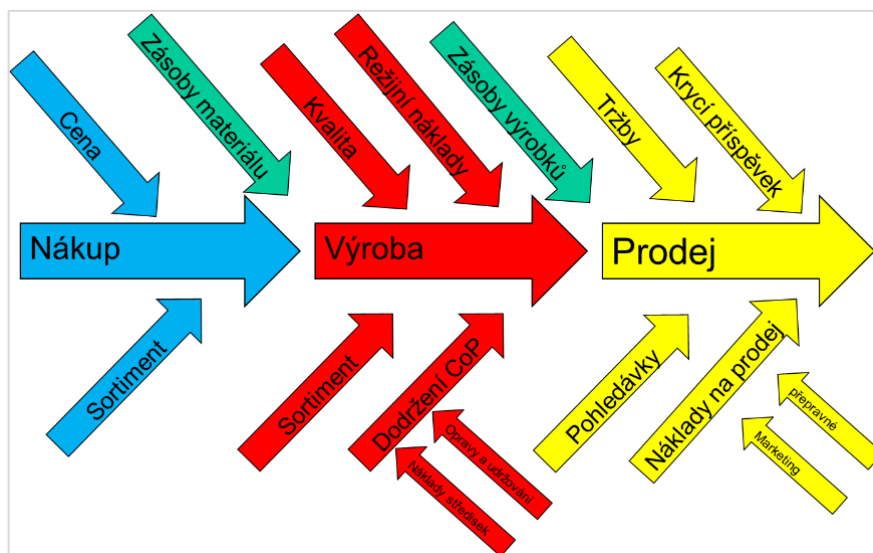 Cena
Zásoby materiálu
Kvalita
Režijní náklady
Zásoby výrobků
Tržby
Krycí příspěvek
Nákup
Výroba
Prodej
Sortiment
Sortiment
Dodržení CoP
Opravy a udržování
Náklady středisek
Pohledávky
Náklady na prodej
přepravné
Marketing